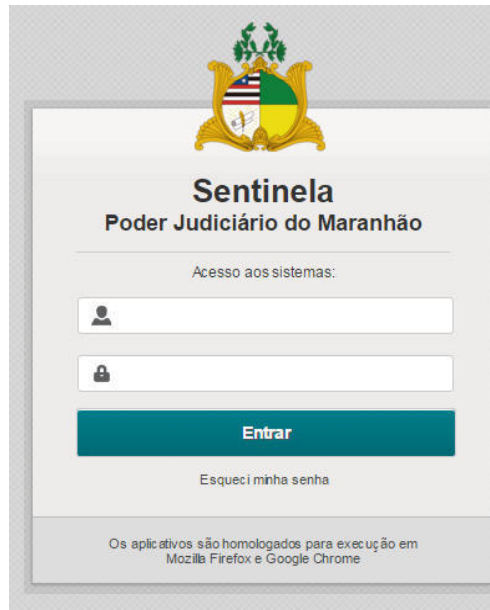 Sentinela
Poder Judiciário do Maranhão
Acesso aos sistemas:
Entrar
Esqueci minha senha
Os aplicativos são homologados para execução em
Mozilla Firefox e Google Chrome